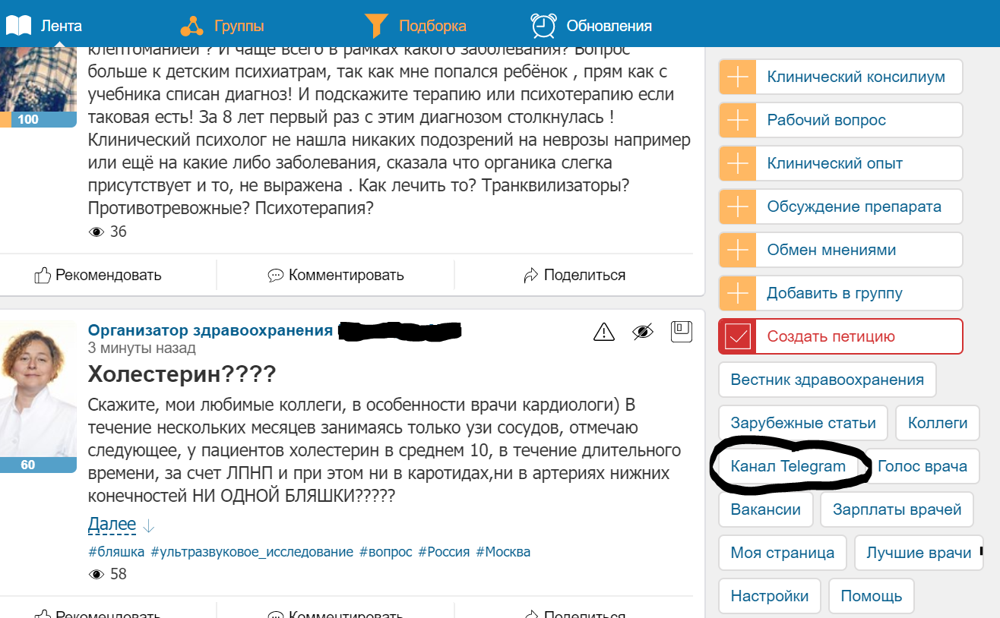 Лента
Группы
Подборка
Обновления
клептоманией ? И чаще всего в рамках какого заболевания? Вопрос
больше к детским психиатрам, так как мне попался ребёнок , прям как с
учебника списан диагноз! И подскажите терапию или психотерапию если
таковая есть! За 8 лет первый раз с этим диагнозом столкнулась !
Клинический психолог не нашла никаких подозрений на неврозы например
или ещё на какие либо заболевания, сказала что органика слегка
присутствует и то, не выражена . Как лечить то? Транквилизаторы?
Противотревожные? Психотерапия?
100
36
Рекомендовать
Комментировать
Поделиться
Организатор здравоохранения
3 минуты назад
Холестерин????
Скажите, мои любимые коллеги, в особенности врачи кардиологи) В
течение нескольких месяцев занимаясь только узи сосудов, отмечаю
следующее, у пациентов холестерин в среднем 10, в течение длительного
времени, за счет ЛПНП и при этом ни в каротидах,ни в артериях нижних
конечностей НИ ОДНОЙ БЛЯШКИ?????
60
Далее
#бляшка #ультразвуковое_исследование #вопрос #Россия #Москва
58
Рекомендовать
Комментировать
Поделиться
Клинический консилиум
Рабочий вопрос
Клинический опыт
Обсуждение препарата
Обмен мнениями
Добавить в группу
Создать петицию
Вестник здравоохранения
Зарубежные статьи
Коллеги
Канал Telegram
Голос врача
Вакансии
Зарплаты врачей
Моя страница
Лучшие врачи
Настройки
Помощь